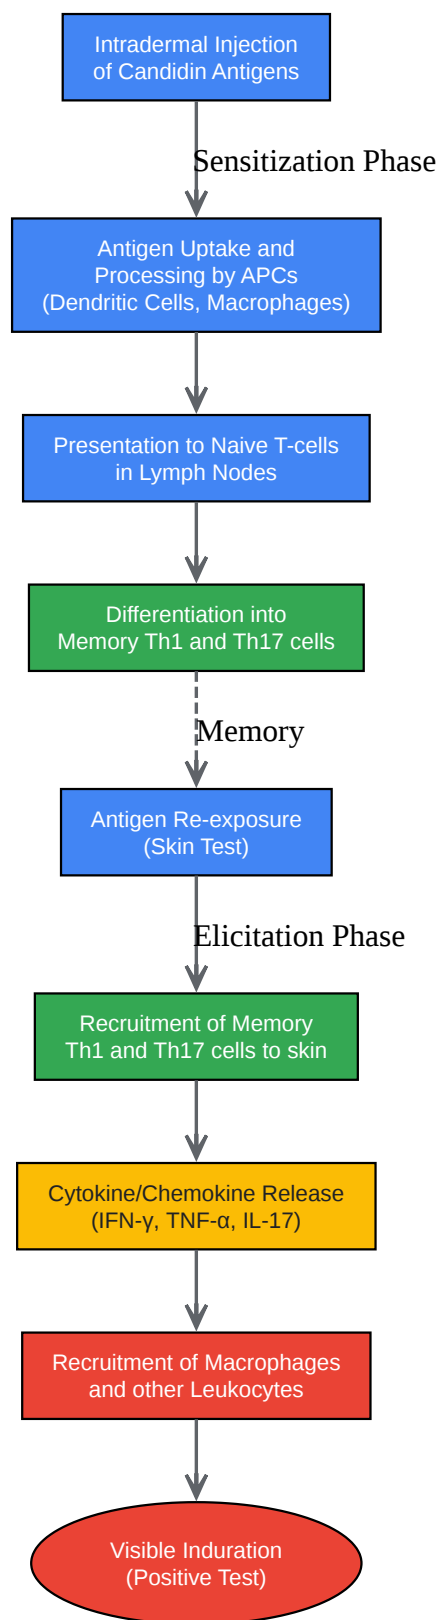 Intradermal Injection
of Candidin Antigens
Sensitization Phase
Antigen Uptake and
Processing by APCs
(Dendritic Cells, Macrophages)
Presentation to Naive T-cells
in Lymph Nodes
Differentiation into
Memory Th1 and Th17 cells
Memory
Antigen Re-exposure
(Skin Test)
Elicitation Phase
Recruitment of Memory
Th1 and Th17 cells to skin
Cytokine/Chemokine Release
(IFN-γ, TNF-α, IL-17)
Recruitment of Macrophages
and other Leukocytes
Visible Induration
(Positive Test)